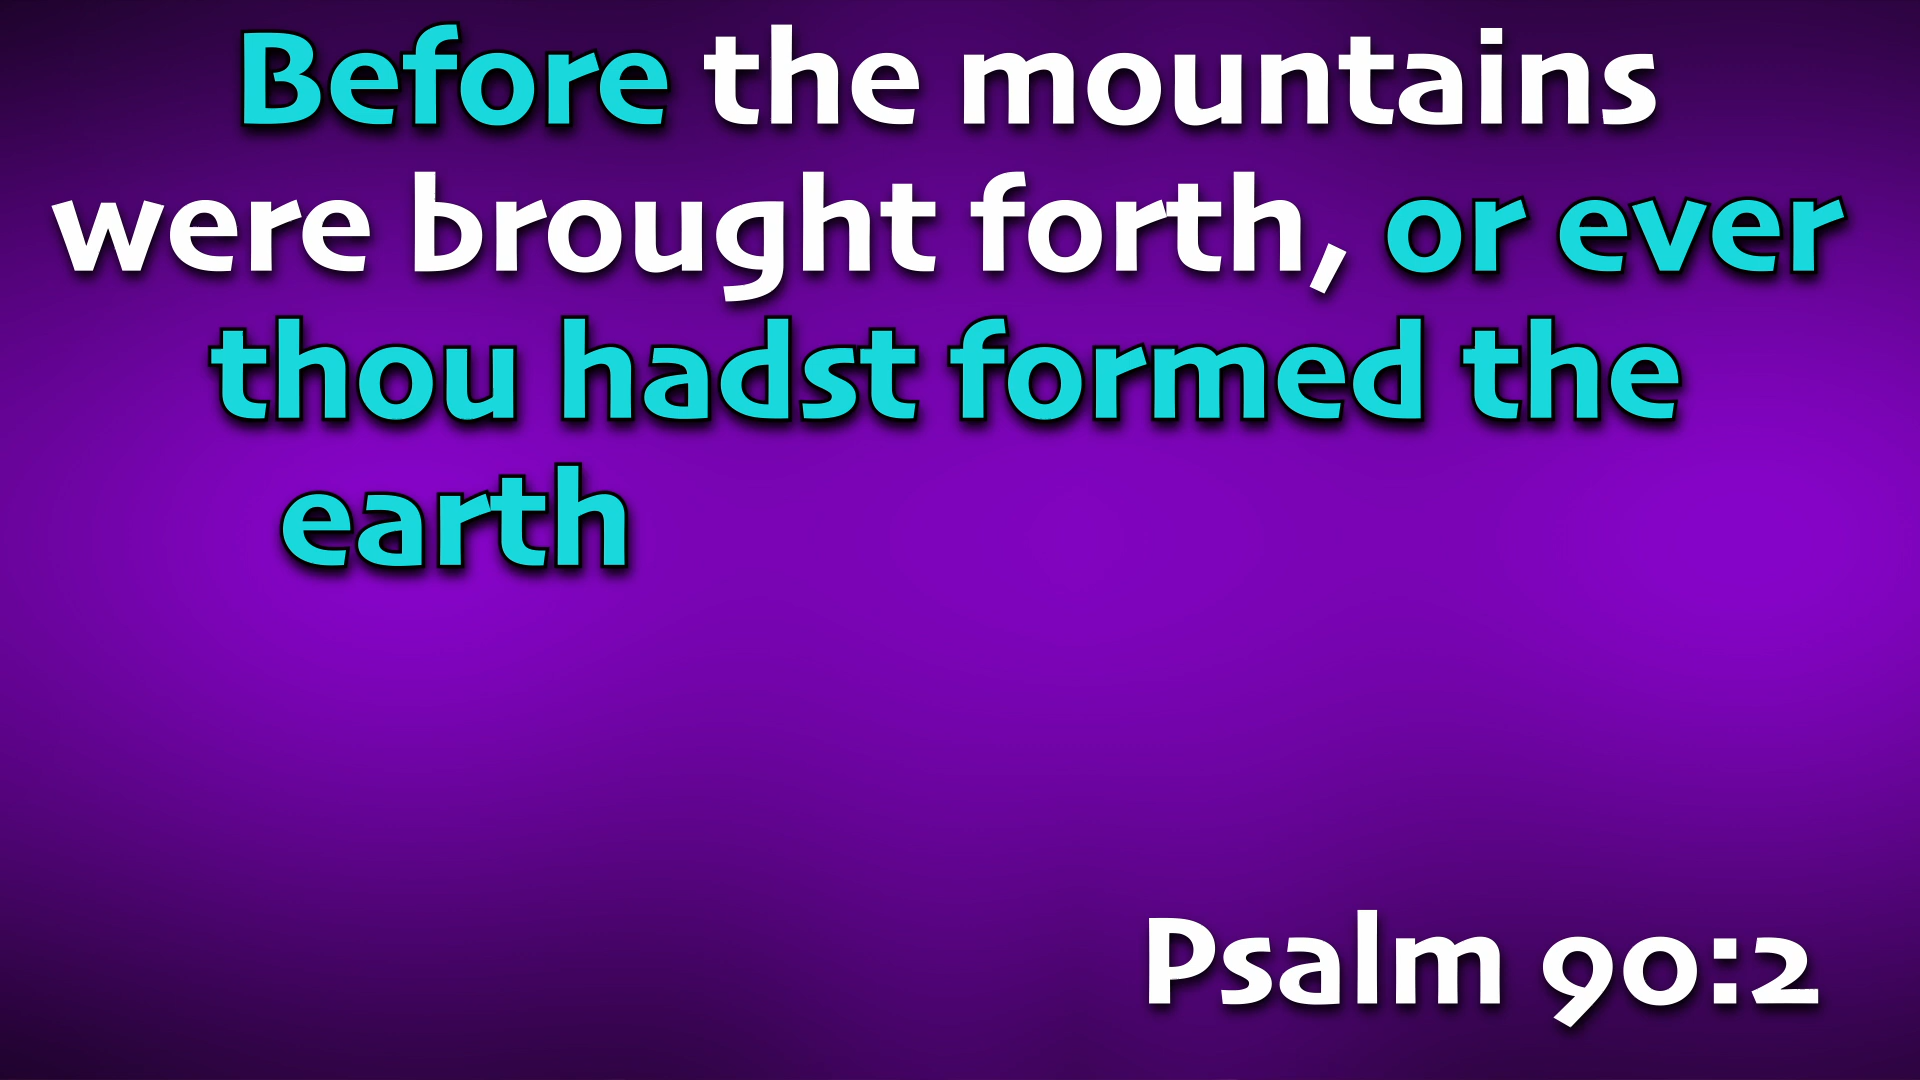 Before the mountains
were brought forth, or ever
thou hadst formed the
earth
Psalm 90:2